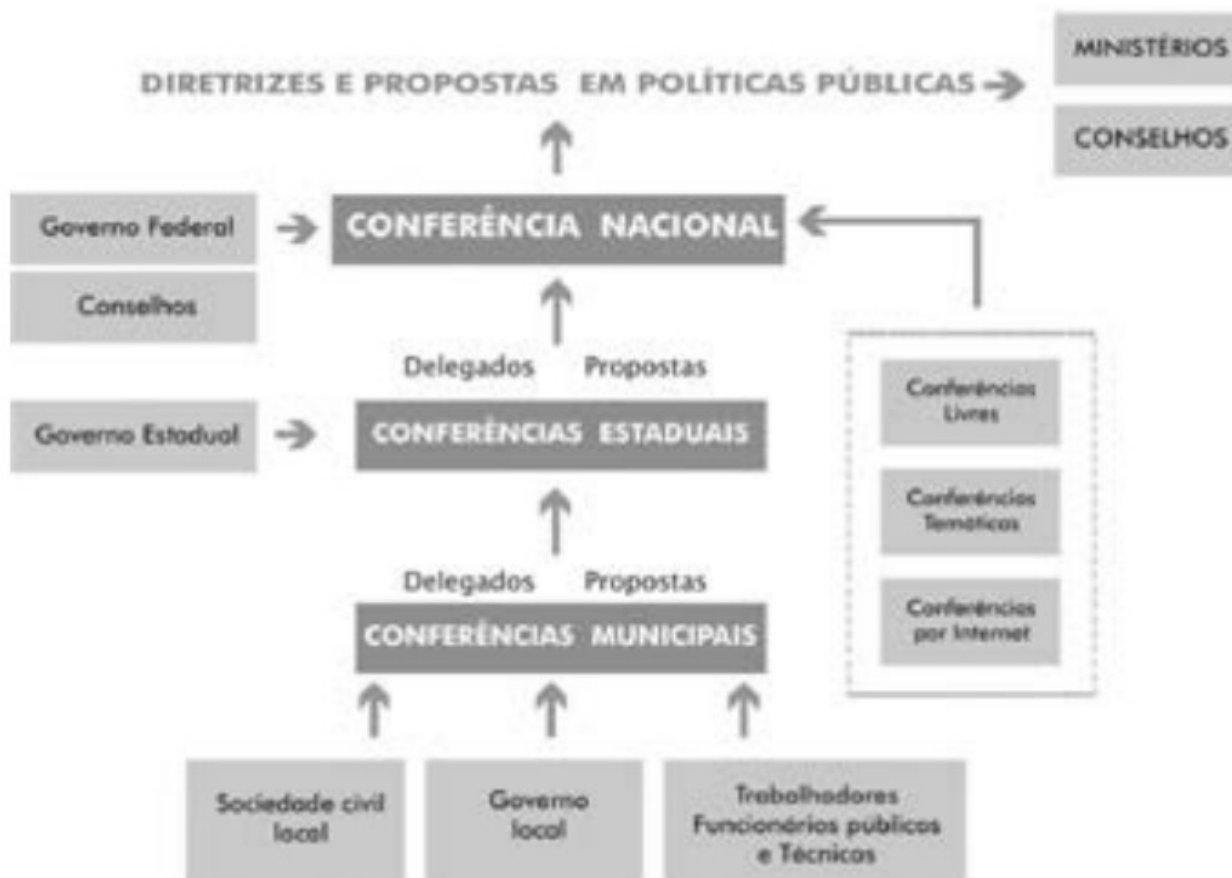 MINISTÉRIOS
DIRETRIZES E PROPOSTAS EM POLÍTICAS PÚBLICAS
CONSELHOS
Governo Federal
CONFERÊNCIA NACIONAL
Conselhos
Delegados Propostas
Governo Estadual
CONFERÊNCIAS ESTADUAIS
Conferências
Livres
Conferências
Temáticas
Delegados Propostas
CONFERÊNCIAS MUNICIPAIS
Conferências
por Internet
Sociedade civil
local
Governo
local
Trabalhadores
Funcionários públicos
e Técnicos